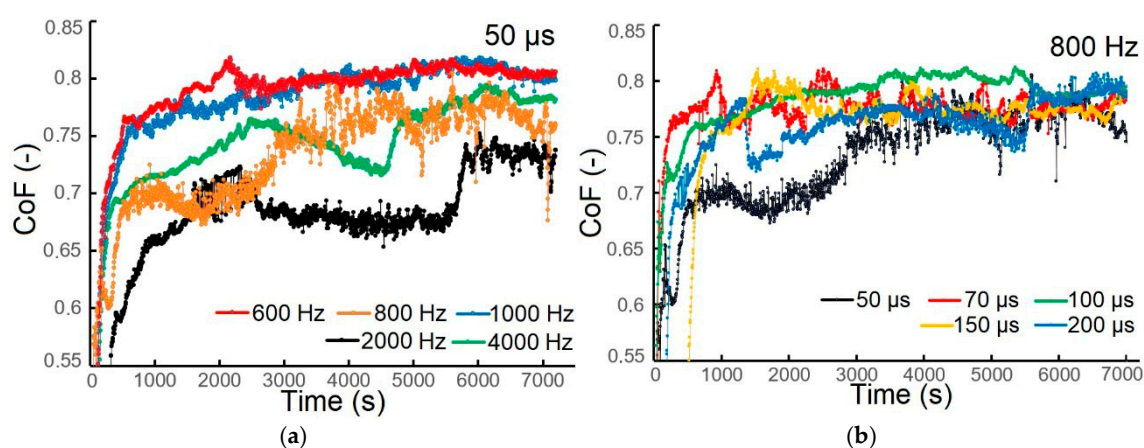 50 µs
0.85
0.8
0.75
0.7
0.65
0.6
0.55
CoF (-)
600 Hz 800 Hz 1000 Hz
2000 Hz 4000 Hz
0 1000 2000 3000 4000 5000 6000 7000
Time (s)
(a)
800 Hz
0.85
0.8
0.75
0.7
0.65
0.6
0.55
CoF (-)
50 µs 70 µs 100 µs
150 µs 200 µs
0 1000 2000 3000 4000 5000 6000 7000
Time (s)
(b)